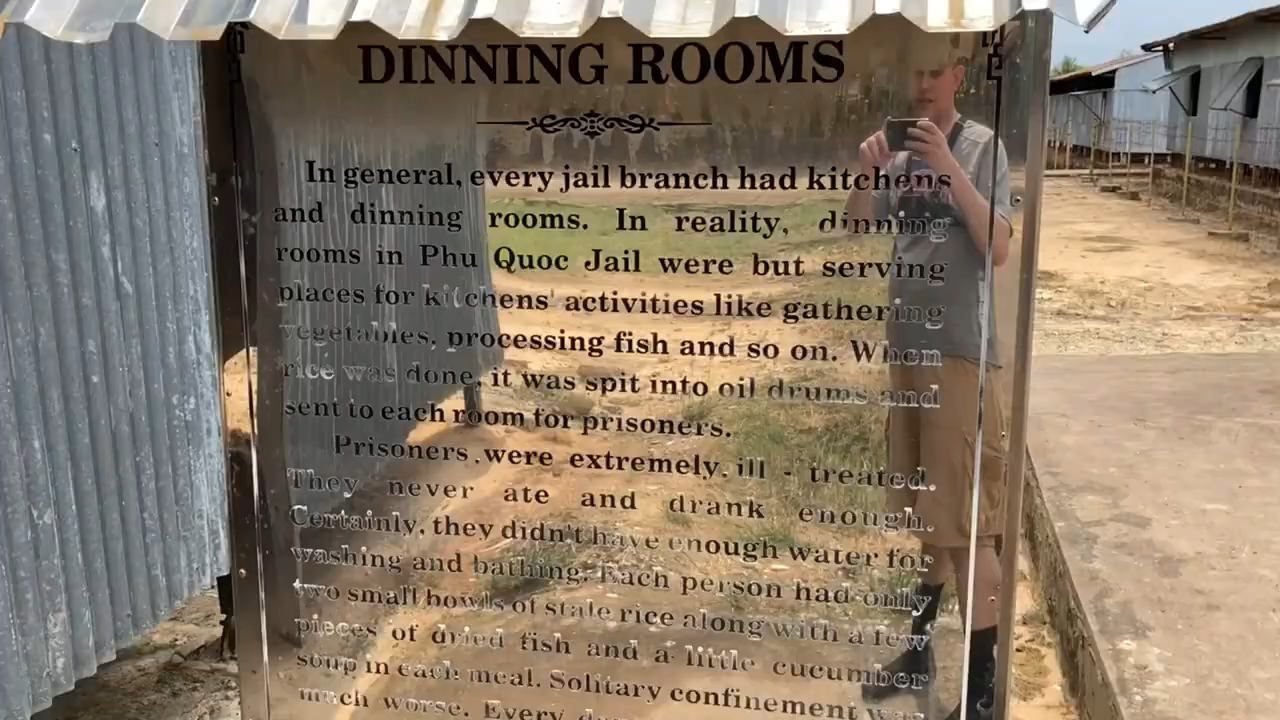 DINNING ROOMS
In general, every jail branch had kitchens
and dinning rooms. In reality, dinning
rooms in Phu Quoc Jail were but serving
places for kitchens' activities like gathering
vegetables, processing fish and so on. When
rice was done, it was spit into oil drums and
sent to each room for prisoners.
Prisoners were extremely ill - treated.
They never ate and drank enough.
Certainly, they didn't have enough water for
washing and bathing. Each person had only
two small bowls of stale rice along with a few
pieces of dried fish and a little cucumber
soup in each meal. Solitary confinement was
much worse. Every